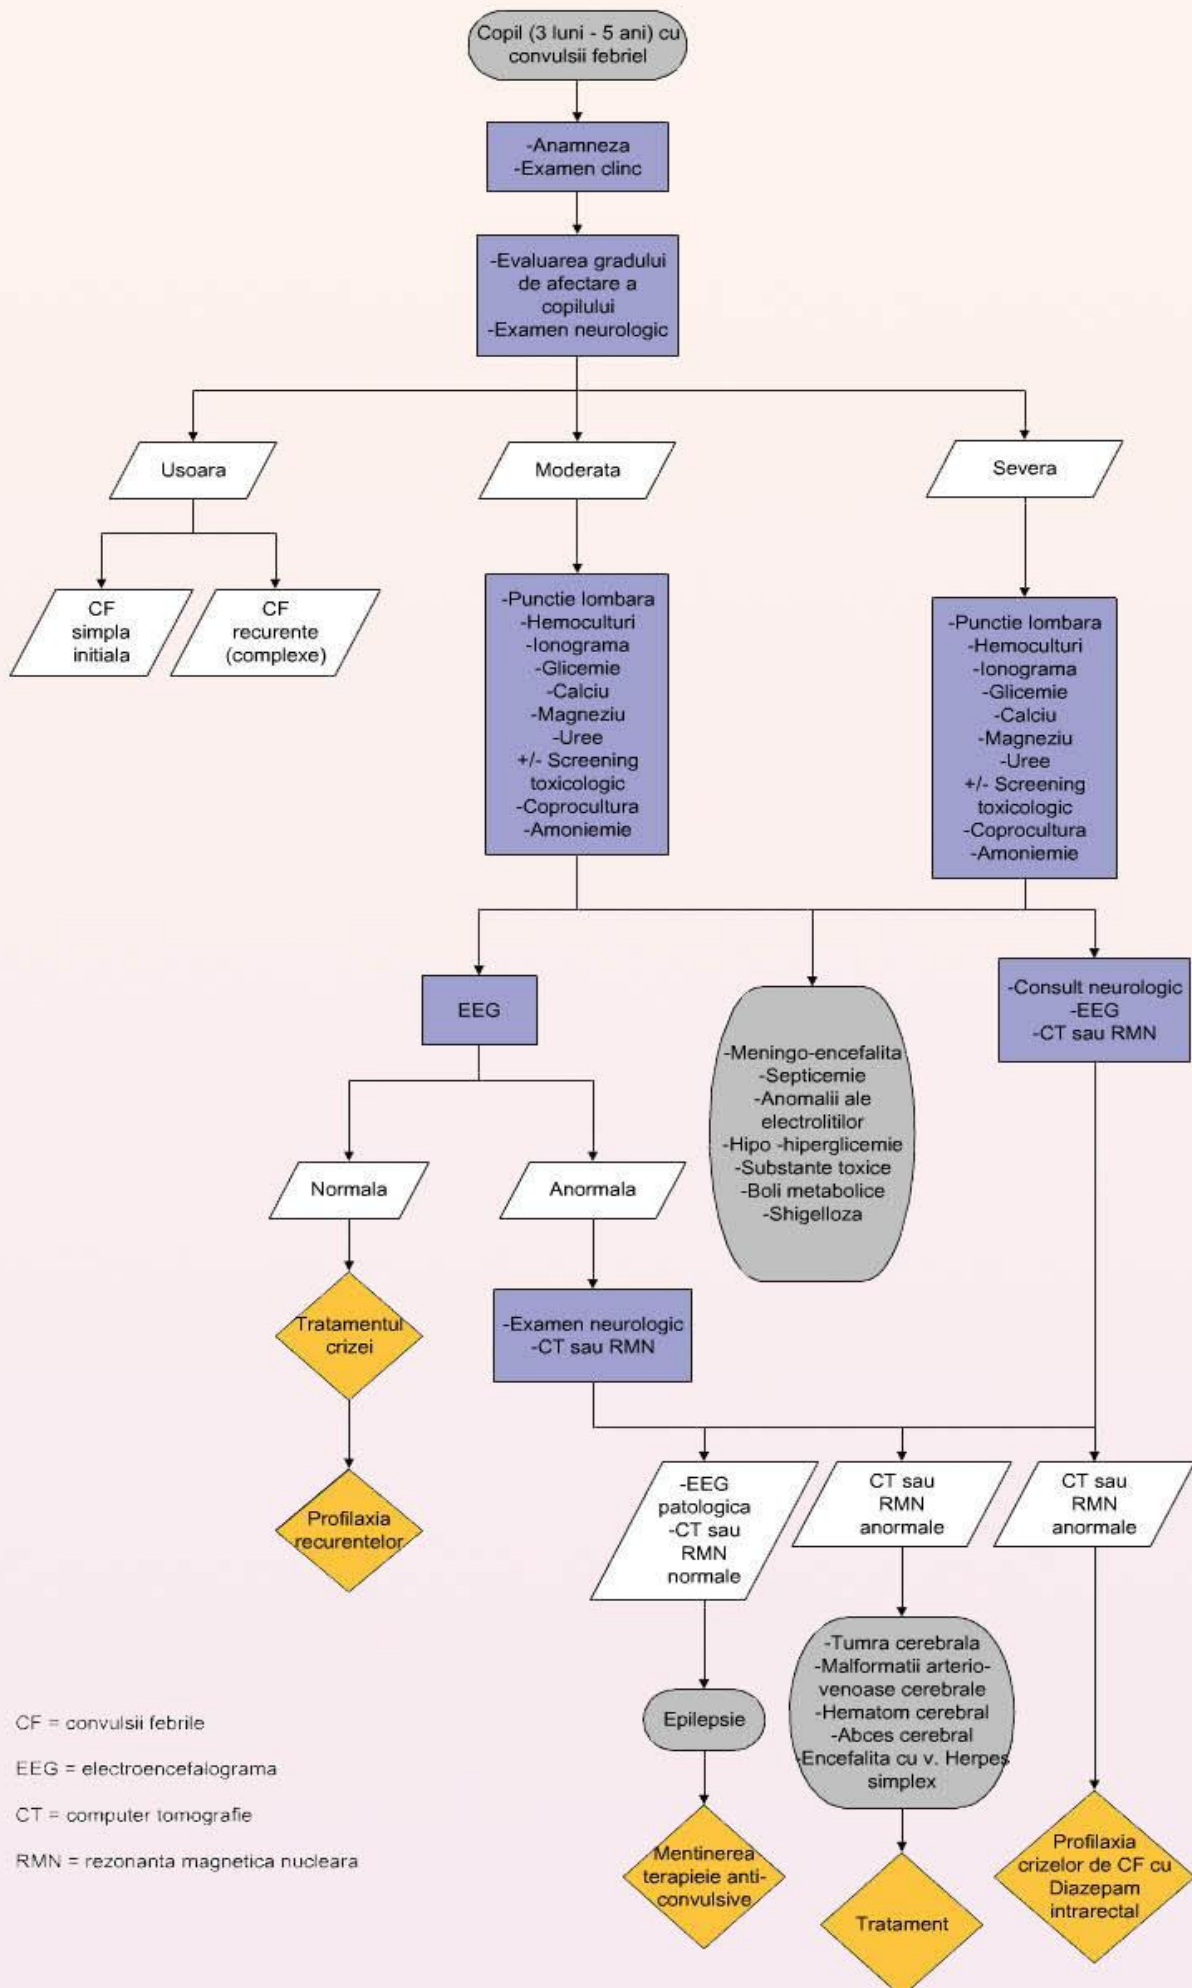 Copil (3 luni - 5 ani) cu
convulsii febriel
-Anamneza
-Examen clinc
-Evaluarea gradului
de afectare a
copilului
-Examen neurologic
Usoara
Moderata
Severa
CF
simpla
initiala
CF
recurente
(complexe)
-Punctie lombara
-Hemoculturi
-Ionograma
-Glicemie
-Calciu
-Magneziu
-Uree
+/- Screening
toxicologic
-Coprocultura
-Amoniemie
-Punctie lombara
-Hemoculturi
-Ionograma
-Glicemie
-Calciu
-Magneziu
-Uree
+/- Screening
toxicologic
-Coprocultura
-Amoniemie
EEG
-Meningo-encefalita
-Septicemie
-Anomalii ale
electrolitilor
-Hipo -hiperglicemie
-Substante toxice
-Boli metabolice
-Shigelloza
-Consult neurologic
-EEG
-CT sau RMN
Normala
Anormala
Tratamentul
crizei
-Examen neurologic
-CT sau RMN
Profilaxia
recurentelor
-EEG
patologica
-CT sau
RMN
normale
CT sau
RMN
anormale
CT sau
RMN
anormale
Epilepsie
-Tumra cerebrala
-Malformatii arterio-
venoase cerebrale
-Hematom cerebral
-Abces cerebral
-Encefalita cu v. Herpes
simplex
Mentinerea
terapieie anti-
convulsive
Tratament
Profilaxia
crizelor de CF cu
Diazepam
intrarectal
CF = convulsii febrile
EEG = electroencefalograma
CT = computer tomografie
RMN = rezonanta magnetica nucleara